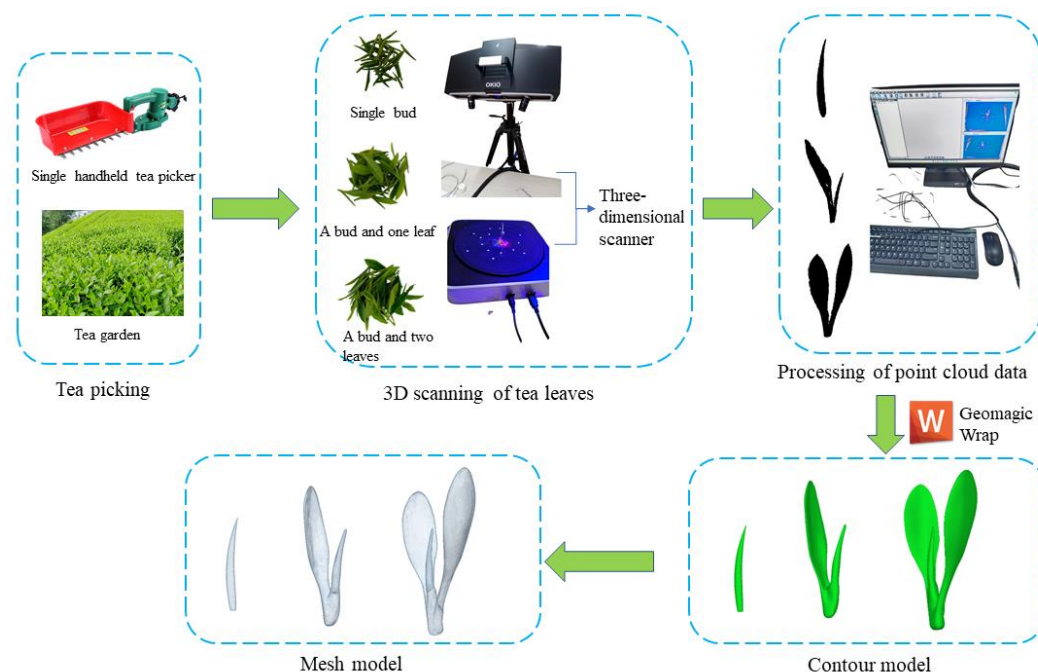 Single handheld tea picker
Tea garden
Tea picking
OKIO
Single bud
A bud and one leaf
A bud and two
leaves
Three-
dimensional
scanner
3D scanning of tea leaves
Processing of point cloud data
W
Geomagic
Wrap
Contour model
Mesh model